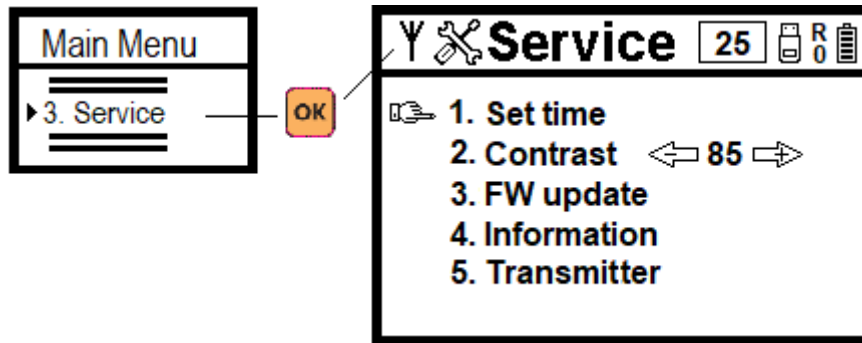 Main Menu
3. Service
OK
Service 25 R 0
1. Set time
2. Contrast 85
3. FW update
4. Information
5. Transmitter